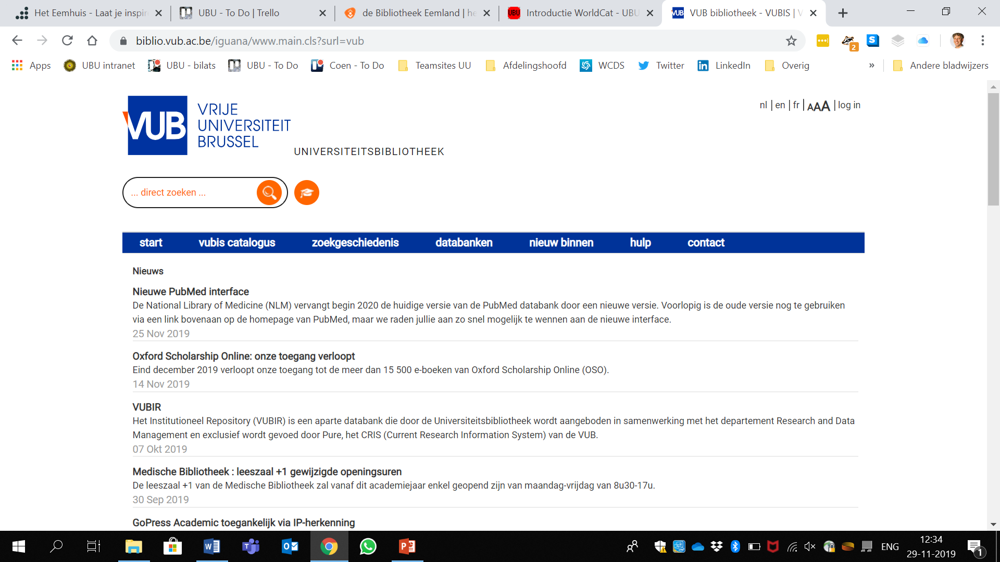 Het Eemhuis - Laat je inspir
UBU - To Do | Trello
de Bibliotheek Eemland | he
Introductie WorldCat - UBU
VUB bibliotheek - VUBIS | V
biblio.vub.ac.be/iguana/www.main.cls?surl=vub
2
Apps
UBU intranet
UBU - bilats
UBU - To Do
Coen - To Do
Teamsites UU
Afdelingshoofd
WCDS
Twitter
LinkedIn
Overig
»
Andere bladwijzers
VUB
VRIJE
UNIVERSITEIT
BRUSSEL
UNIVERSITEITSBIBLIOTHEEK
nl | en | fr | AAA | log in
... direct zoeken ...
start
vubis catalogus
zoekgeschiedenis
databanken
nieuw binnen
hulp
contact
Nieuws
Nieuwe PubMed interface
De National Library of Medicine (NLM) vervangt begin 2020 de huidige versie van de PubMed databank door een nieuwe versie. Voorlopig is de oude versie nog te gebruiken
via een link bovenaan op de homepage van PubMed, maar we raden jullie aan zo snel mogelijk te wennen aan de nieuwe interface.
25 Nov 2019
Oxford Scholarship Online: onze toegang verloopt
Eind december 2019 verloopt onze toegang tot de meer dan 15 500 e-boeken van Oxford Scholarship Online (OSO).
14 Nov 2019
VUBIR
Het Institutioneel Repository (VUBIR) is een aparte databank die door de Universiteitsbibliotheek wordt aangeboden in samenwerking met het departement Research and Data
Management en exclusief wordt gevoed door Pure, het CRIS (Current Research Information System) van de VUB.
07 Okt 2019
Medische Bibliotheek : leeszaal +1 gewijzigde openingsuren
De leeszaal +1 van de Medische Bibliotheek zal vanaf dit academiejaar enkel geopend zijn van maandag-vrijdag van 8u30-17u.
30 Sep 2019
GoPress Academic toegankelijk via IP-herkenning
ENG
12:34
29-11-2019
1